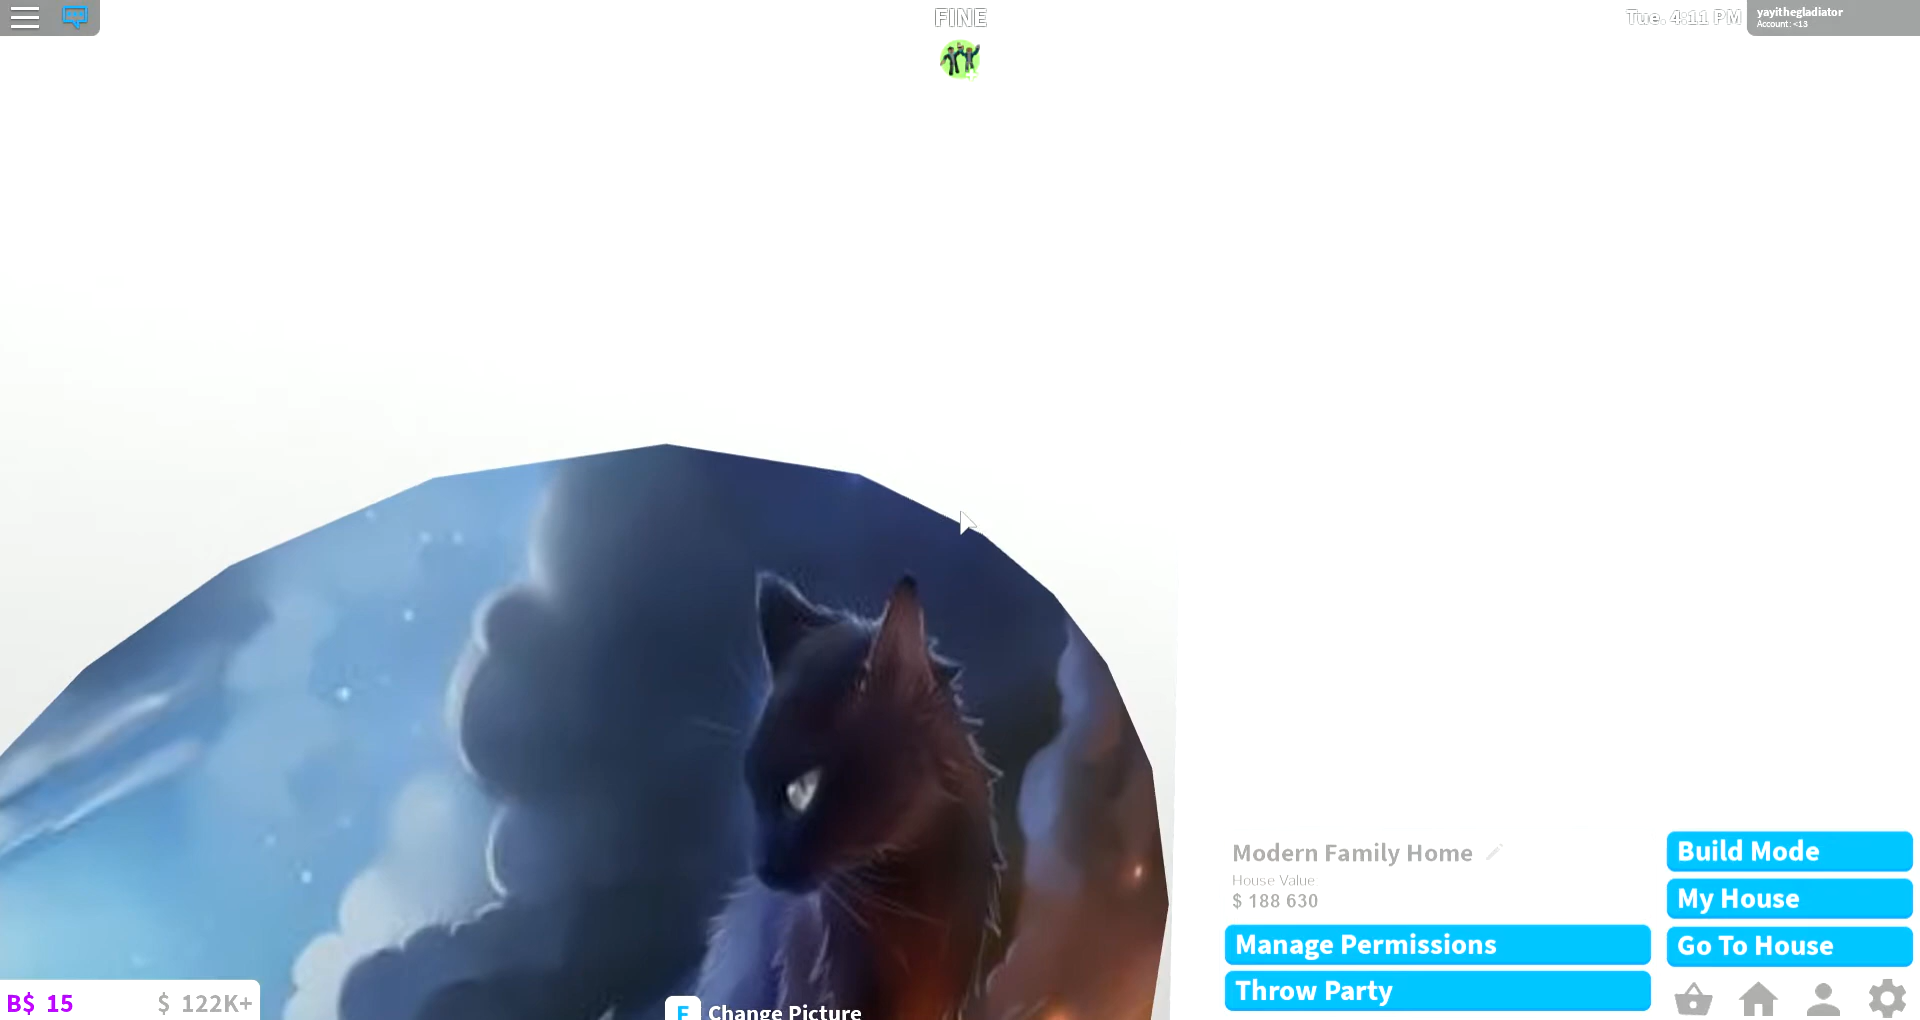 FINE
Tue. 4:11 PM
yayithegladiator
Account: <13
Modern Family Home
House Value
$ 188 630
Manage Permissions
Throw Party
Build Mode
My House
Go To House
B$ 15
$ 122K+
E
Change Picture